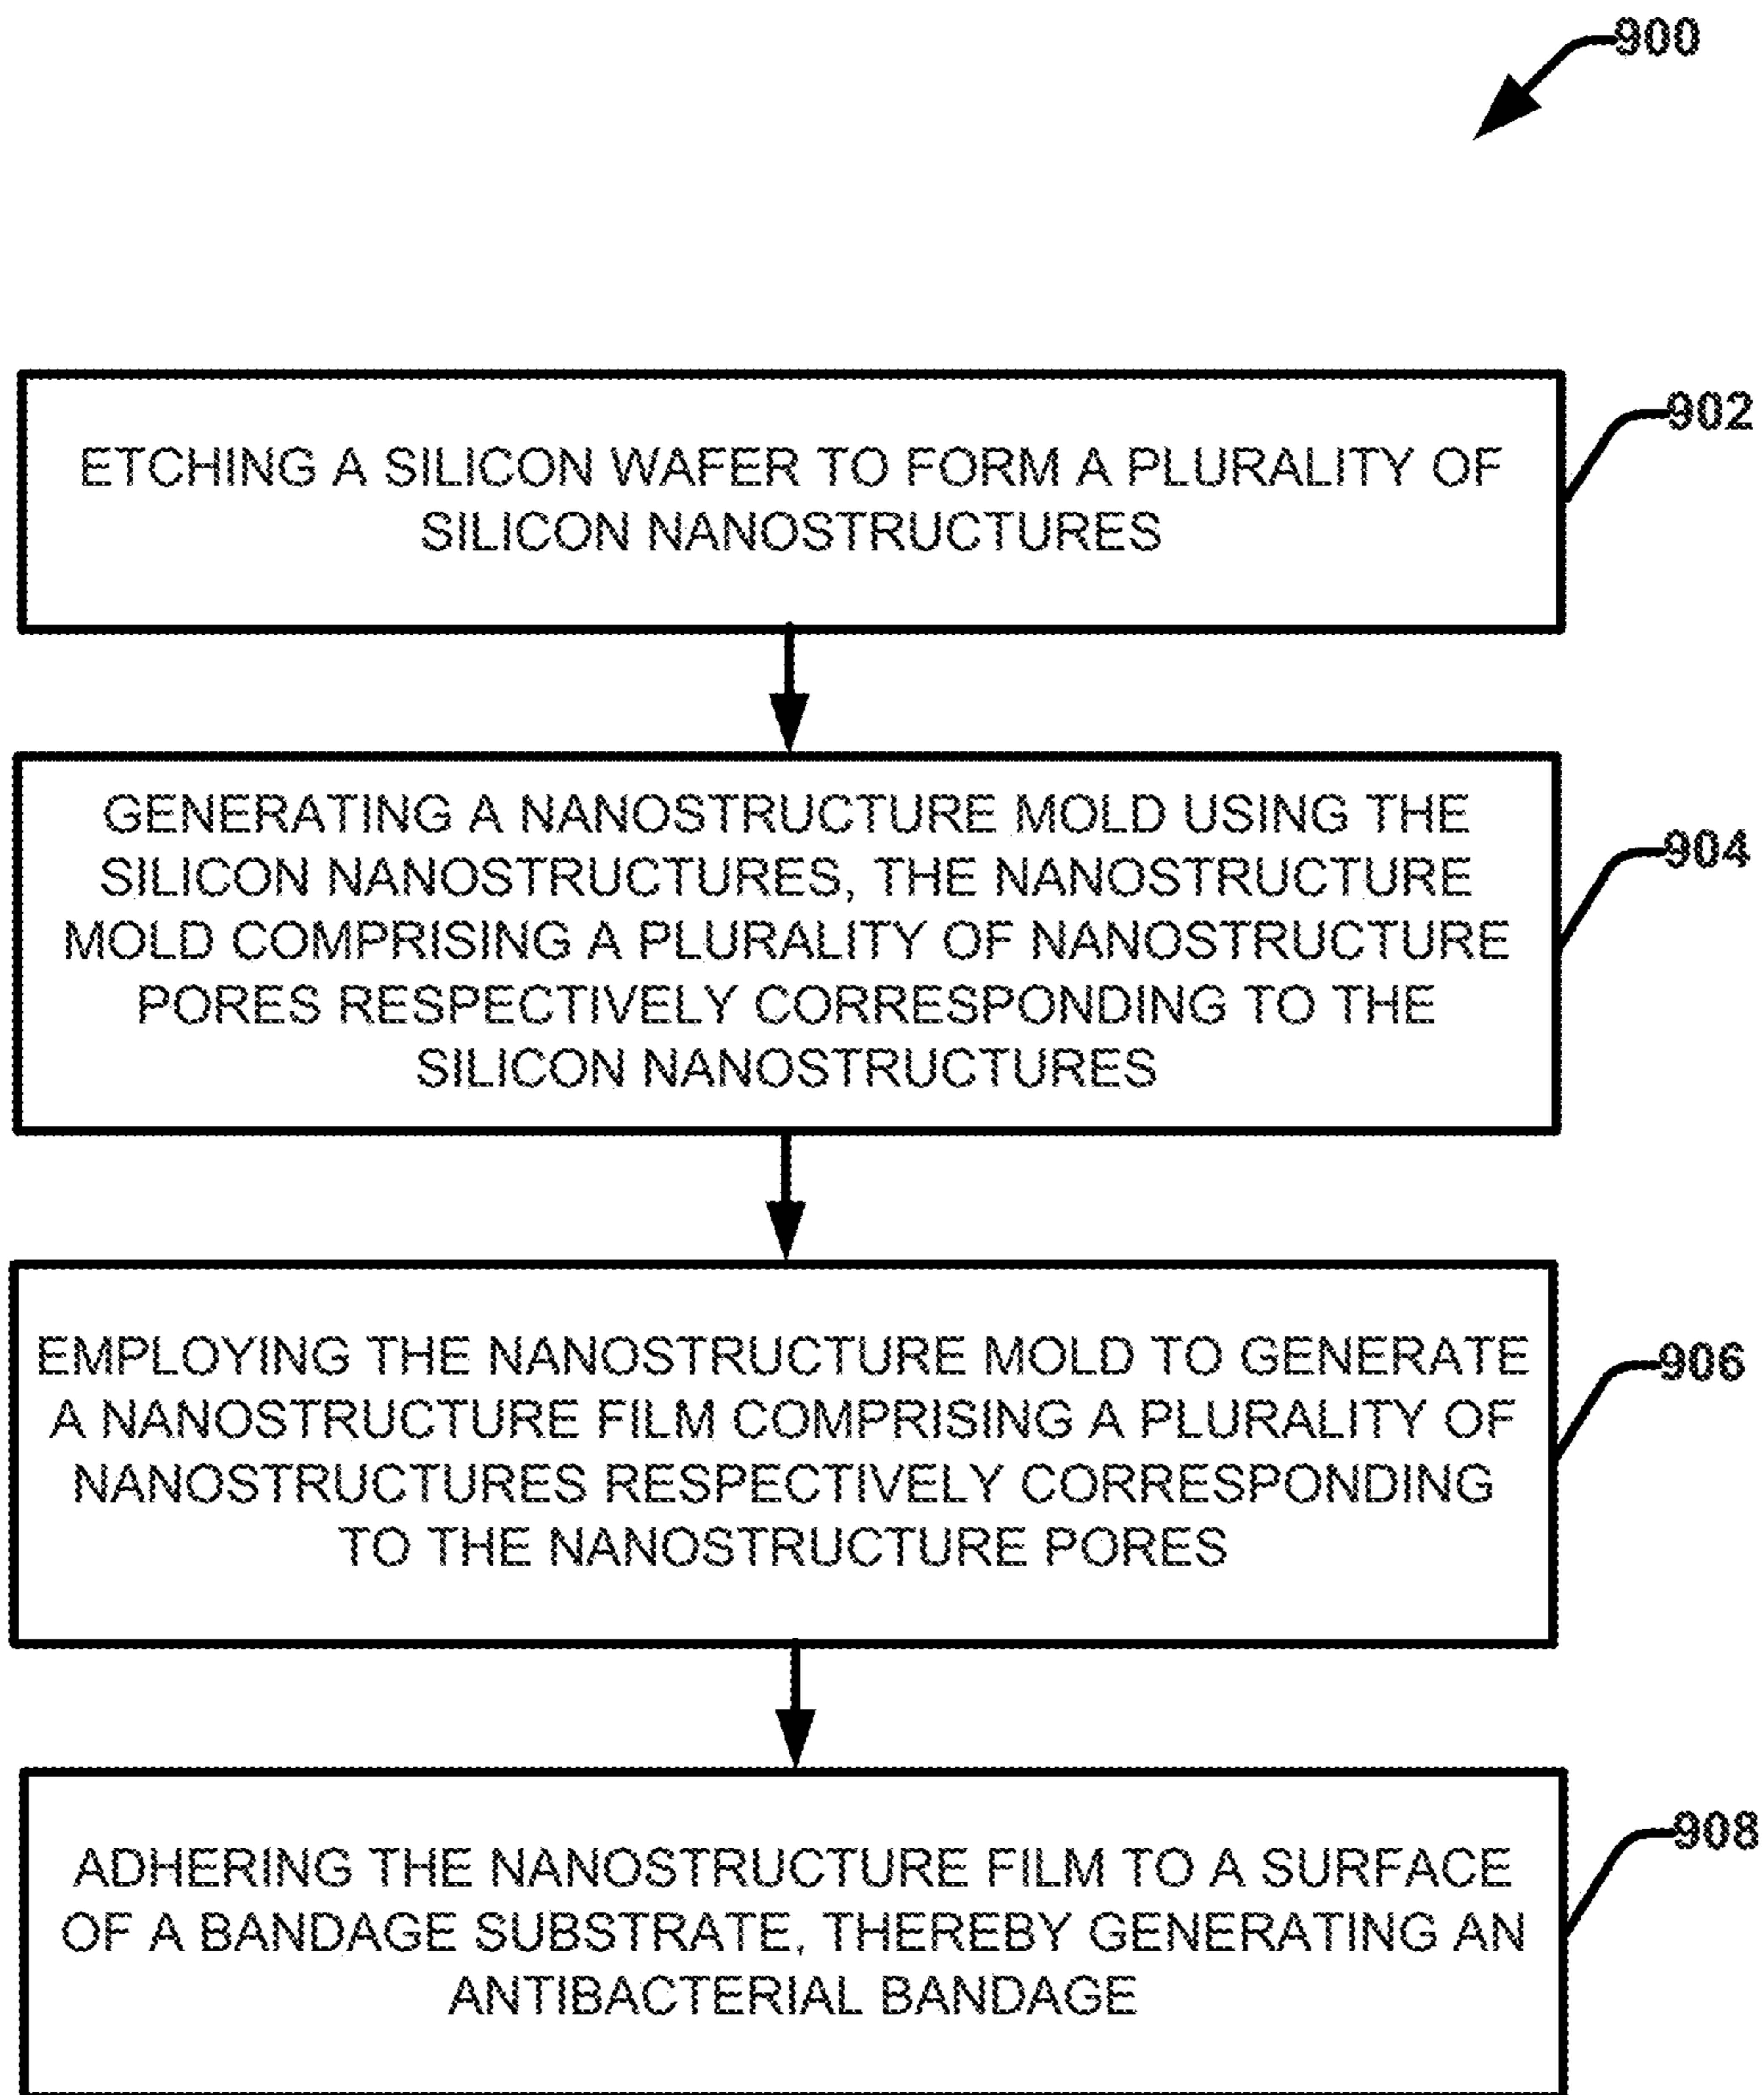 900
ETCHING A SILICON WAFER TO FORM A PLURALITY OF
SILICON NANOSTRUCTURES
902
GENERATING A NANOSTRUCTURE MOLD USING THE
SILICON NANOSTRUCTURES, THE NANOSTRUCTURE
MOLD COMPRISING A PLURALITY OF NANOSTRUCTURE
PORES RESPECTIVELY CORRESPONDING TO THE
SILICON NANOSTRUCTURES
904
EMPLOYING THE NANOSTRUCTURE MOLD TO GENERATE
A NANOSTRUCTURE FILM COMPRISING A PLURALITY OF
NANOSTRUCTURES RESPECTIVELY CORRESPONDING
TO THE NANOSTRUCTURE PORES
906
ADHERING THE NANOSTRUCTURE FILM TO A SURFACE
OF A BANDAGE SUBSTRATE, THEREBY GENERATING AN
ANTIBACTERIAL BANDAGE
908